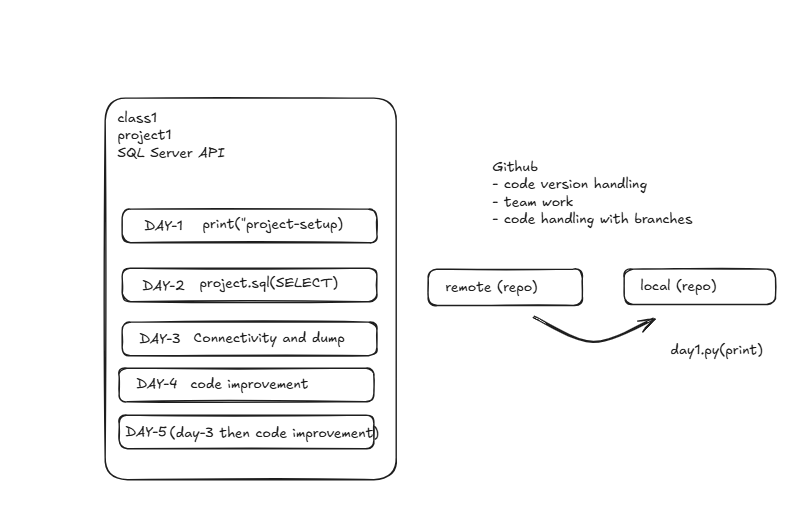 class1
project1
SQL Server API
DAY-1 print("project-setup)
DAY-2 project.sql(SELECT)
DAY-3 Connectivity and dump
DAY-4 code improvement
DAY-5 (day-3 then code improvement)
Github
- code version handling
- team work
- code handling with branches
remote (repo)
local (repo)
day1.py(print)